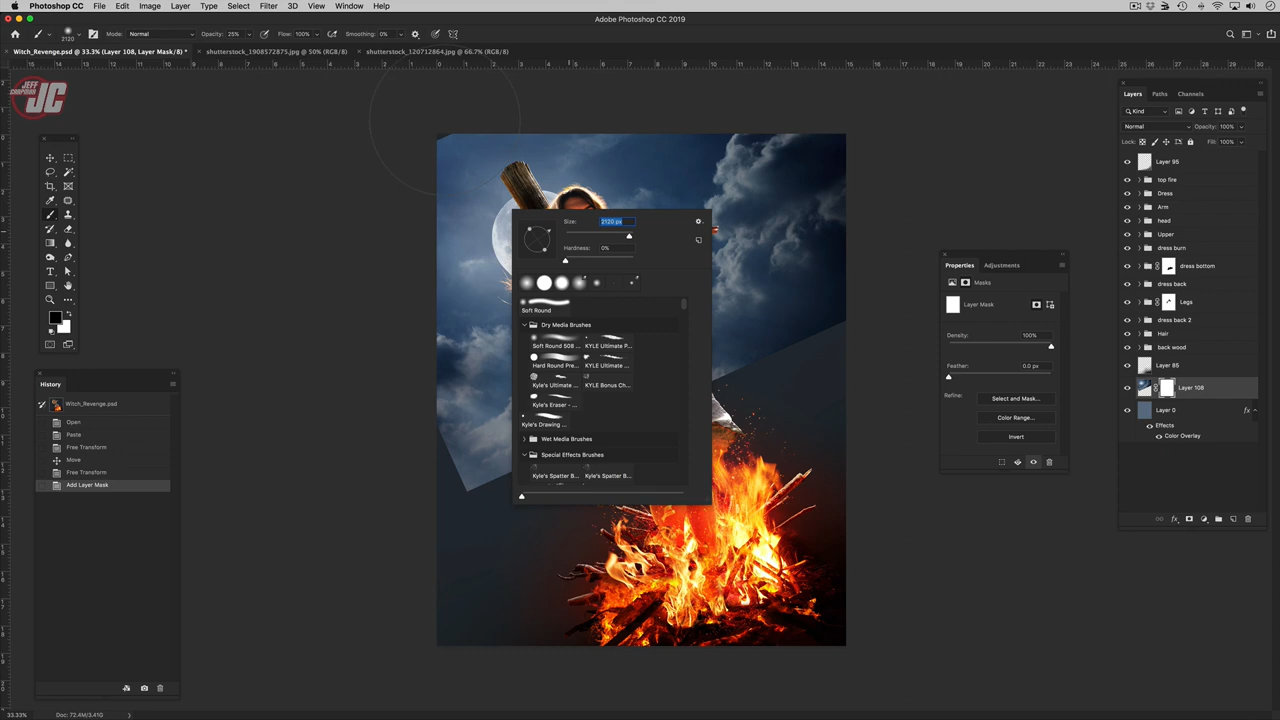 Photoshop CC File Edit Image Layer Type Select Filter 3D View Window Help
Adobe Photoshop CC 2019
2120 Mode: Normal Opacity: 25% Flow: 100% Smoothing: 0%
Witch_Revenge.psd @ 33.3% (Layer 108, Layer Mask/8) * shutterstock_1908572875.jpg @ 50% (RGB/8) shutterstock_120712864.jpg @ 66.7% (RGB/8)
JEFF
CARPMAN
JC
History
Witch_Revenge.psd
Open
Paste
Free Transform
Move
Free Transform
Add Layer Mask
Size: 2120 px
Hardness: 0%
Soft Round
Dry Media Brushes
Soft Round 508 ... KYLE Ultimate P...
Hard Round Pre... KYLE Ultimate ...
Kyle's Ultimate ... KYLE Bonus Ch...
Kyle's Eraser - ...
Kyle's Drawing ...
Wet Media Brushes
Special Effects Brushes
Kyle's Spatter B... Kyle's Spatter B...
Properties Adjustments
Masks
Layer Mask
Density: 100%
Feather: 0.0 px
Refine: Select and Mask...
Color Range...
Invert
Layers Paths Channels
Kind
Normal Opacity: 100%
Lock: Fill: 100%
Layer 95
top fire
Dress
Arm
head
Upper
dress burn
dress bottom
dress back
Legs
dress back 2
Hair
back wood
Layer 85
Layer 108
Layer 0 fx
Effects
Color Overlay
33.33% Doc: 72.4M/3.41G